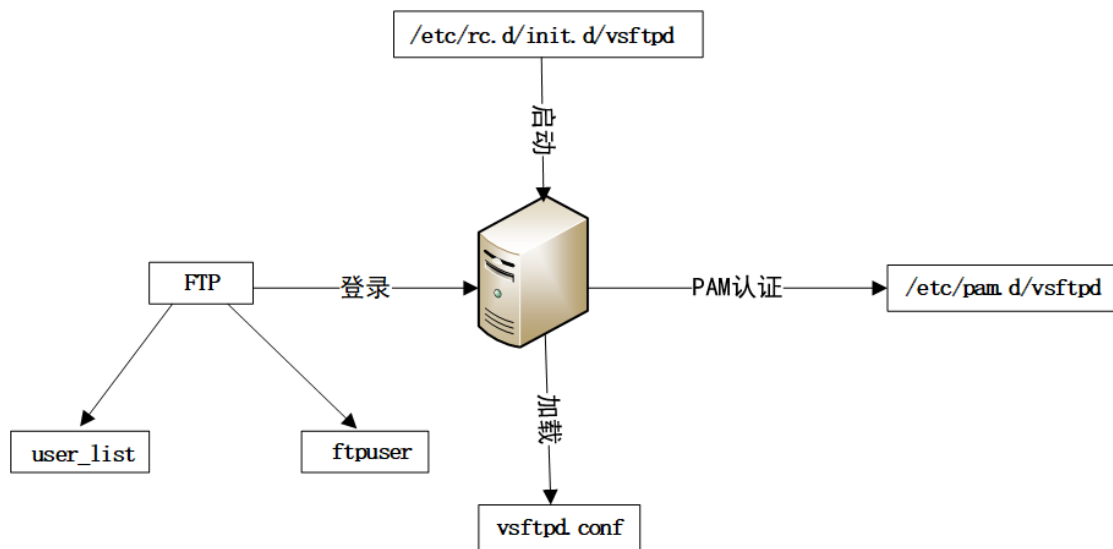 /etc/rc.d/init.d/vsftpd
启动
FTP
登录
PAM认证
/etc/pam.d/vsftpd
加载
user_list
ftpuser
vsftpd.conf